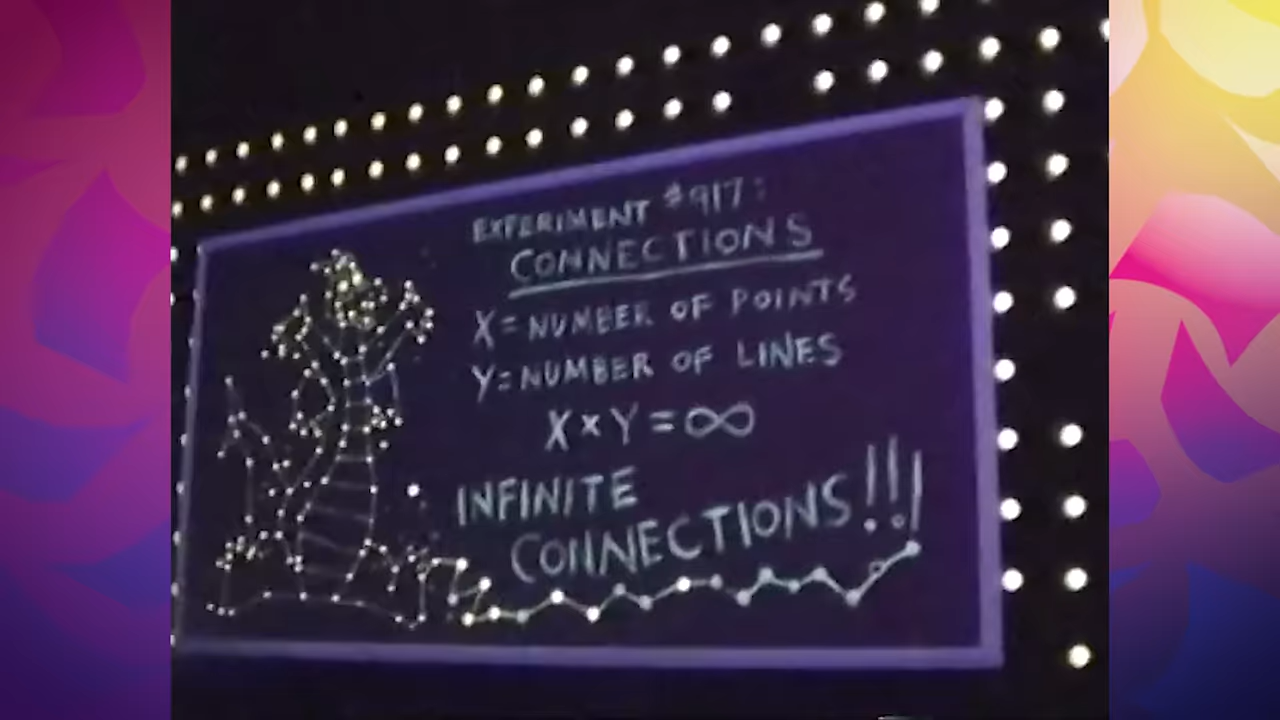 EXPERIMENT #917:
CONNECTIONS
X=NUMBER OF POINTS
Y=NUMBER OF LINES
X×Y=∞
INFINITE
CONNECTIONS!!!